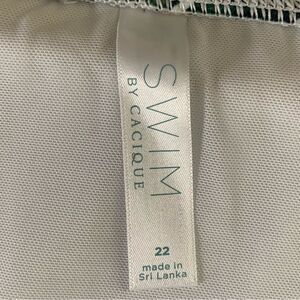 SWIM
BY CACIQUE
22
made in
Sri Lanka